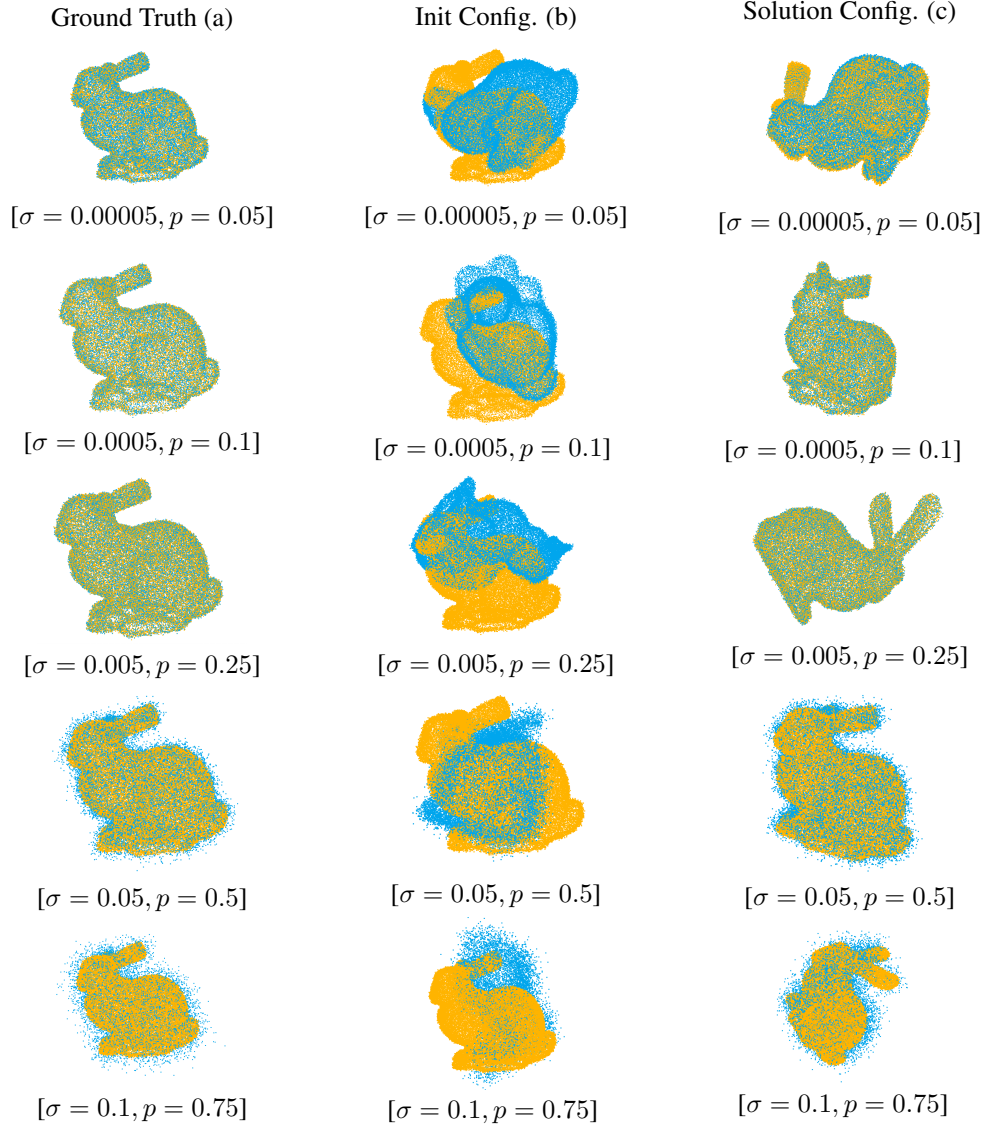 Ground Truth (a) Init Config. (b) Solution Config. (c)
[σ = 0.00005, p = 0.05] [σ = 0.00005, p = 0.05] [σ = 0.00005, p = 0.05]
[σ = 0.0005, p = 0.1] [σ = 0.0005, p = 0.1] [σ = 0.0005, p = 0.1]
[σ = 0.005, p = 0.25] [σ = 0.005, p = 0.25] [σ = 0.005, p = 0.25]
[σ = 0.05, p = 0.5] [σ = 0.05, p = 0.5] [σ = 0.05, p = 0.5]
[σ = 0.1, p = 0.75] [σ = 0.1, p = 0.75] [σ = 0.1, p = 0.75]